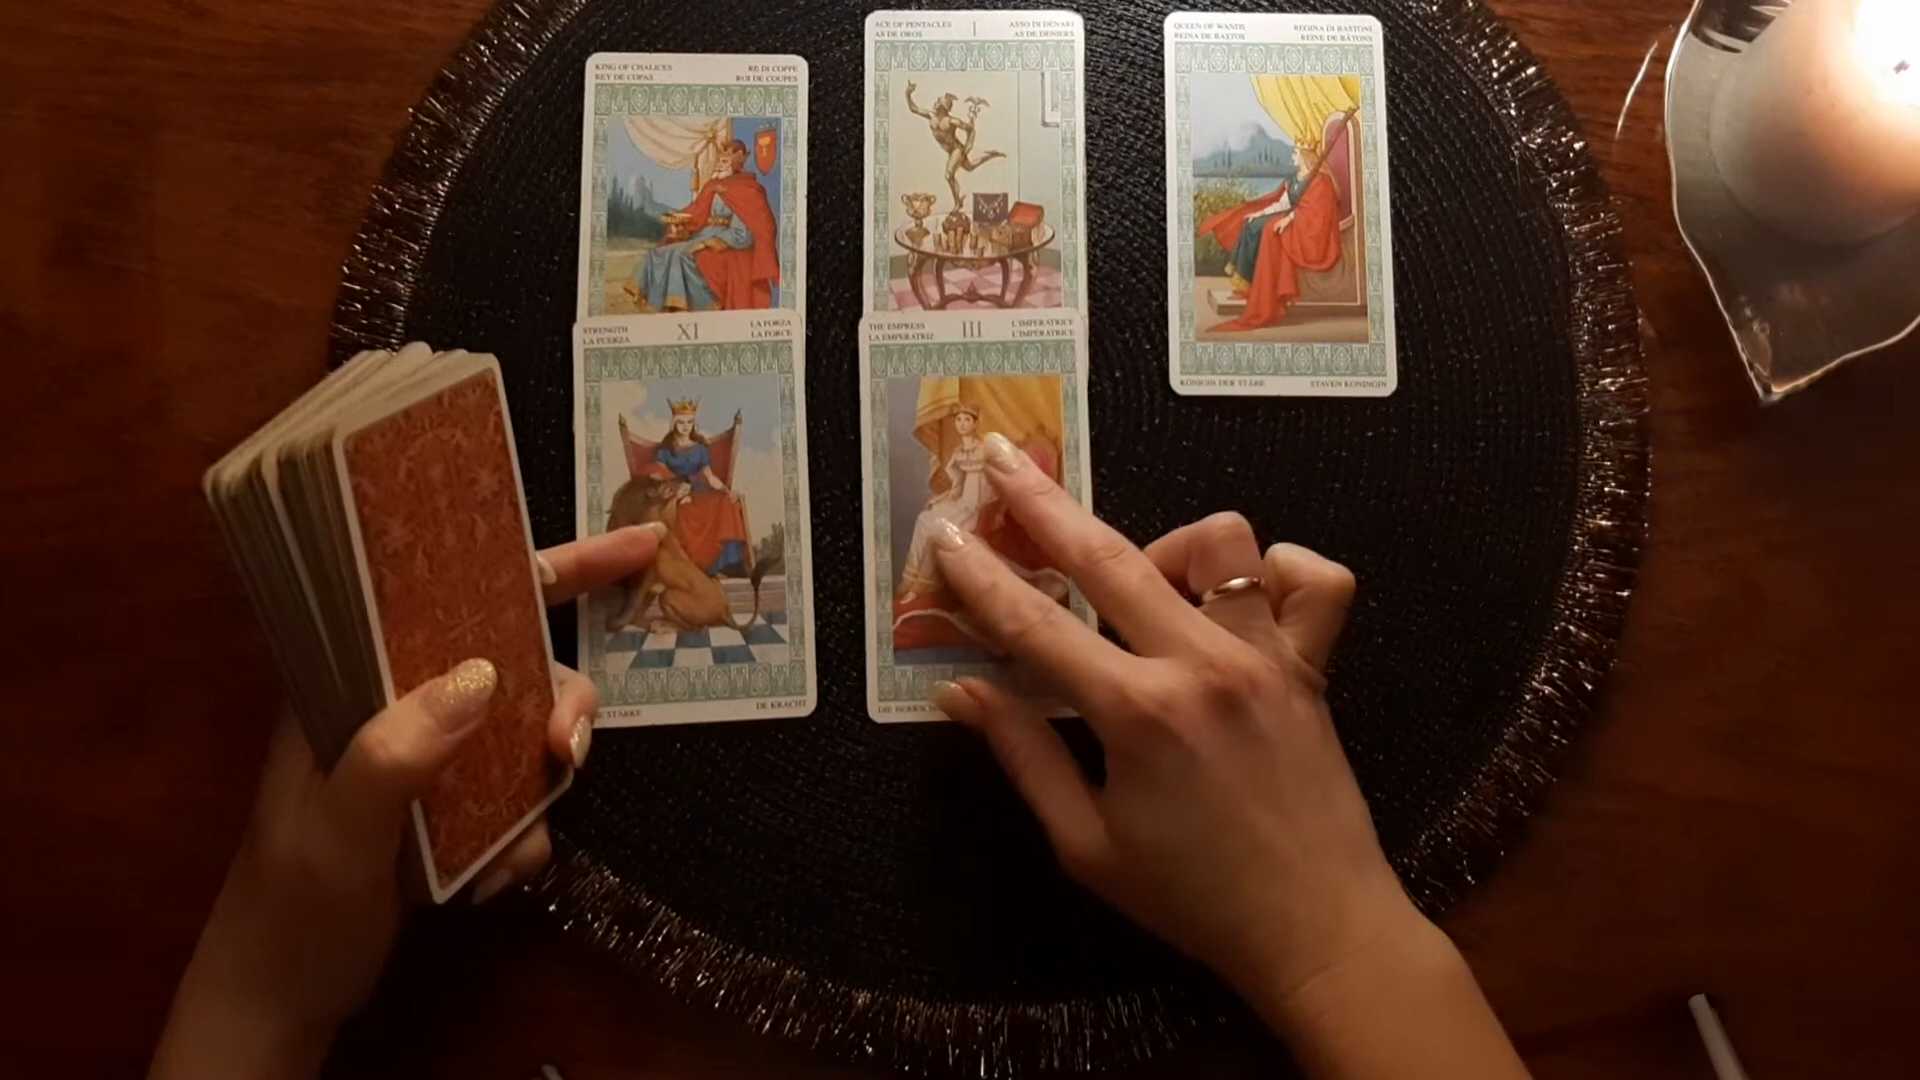 KING OF CHALICES RE DI COPPE
REY DE COPAS ROI DE COUPES
ACE OF PENTACLES I ASSO DI DENARI
AS DE OROS AS DE DENIERS
QUEEN OF WANDS REGINA DI BASTONI
REINA DE BASTOS REINE DE BÂTONS
KÖNIGIN DER STÄBE STAVEN KONINGIN
STRENGTH XI LA FORZA
LA FUERZA LA FORCE
STÄRKE DE KRACHT
THE EMPRESS III L'IMPERATRICE
LA EMPERATRIZ L'IMPÉRATRICE
DIE